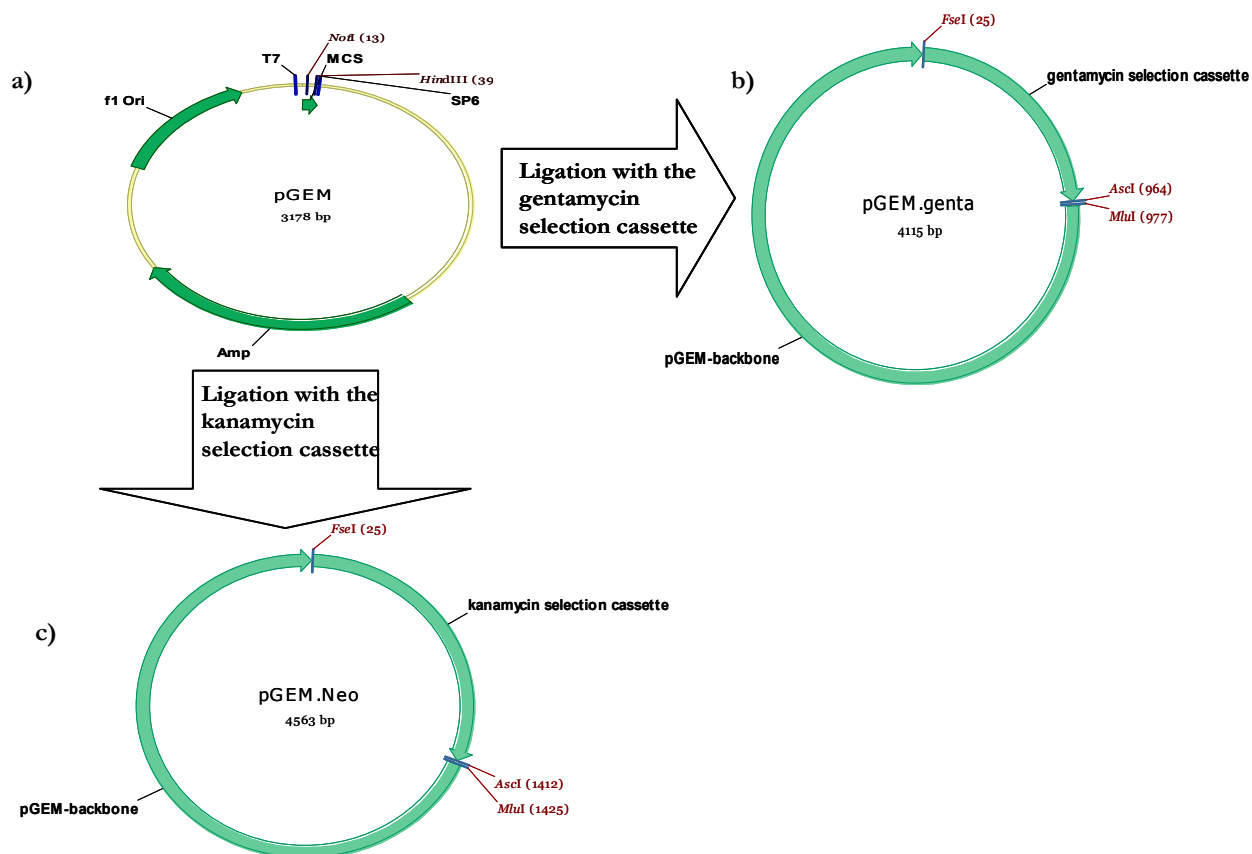 a)
T7
NotI (13)
MCS
HindIII (39
SP6
f1 Ori
pGEM
3178 bp
Amp
Ligation with the
gentamycin
selection cassette
b)
FseI (25)
gentamycin selection cassette
AscI (964)
MluI (977)
pGEM.genta
4115 bp
pGEM-backbone
Ligation with the
kanamycin
selection cassette
c)
FseI (25)
kanamycin selection cassette
pGEM.Neo
4563 bp
AscI (1412)
MluI (1425)
pGEM-backbone